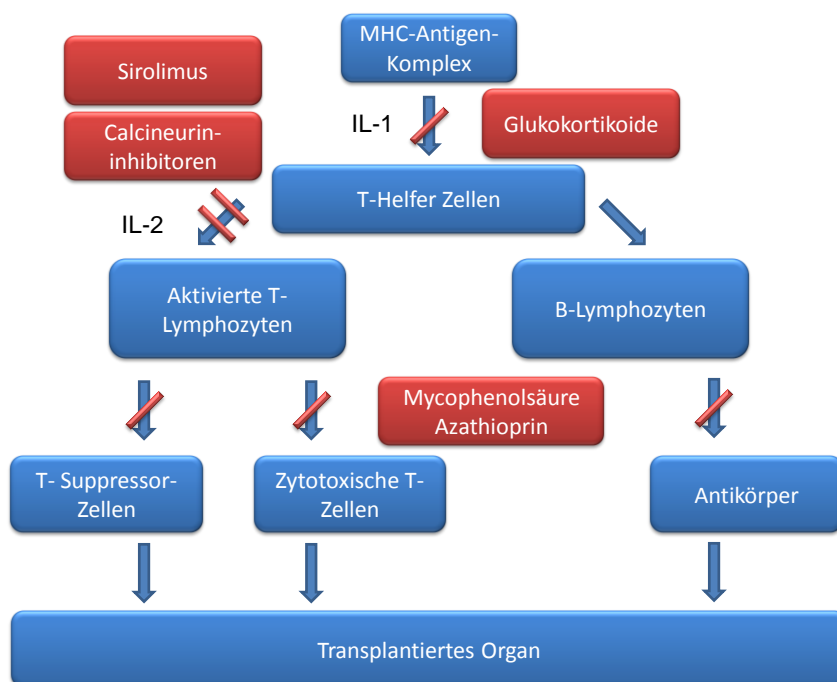 MHC-Antigen-
Komplex
Sirolimus
Calcineurin-
inhibitoren
IL-1
Glukokortikoide
T-Helfer Zellen
IL-2
Aktivierte T-
Lymphozyten
B-Lymphozyten
Mycophenolsäure
Azathioprin
T- Suppressor-
Zellen
Zytotoxische T-
Zellen
Antikörper
Transplantiertes Organ